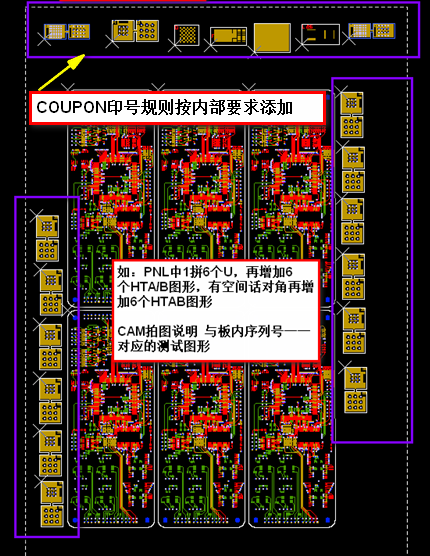 COUPON印号规则按内部要求添加
如：PNL中1拼6个U，再增加6
个HTA/B图形，有空间话对角再增
加6个HTAB图形
CAM拍图说明 与板内序列号一一
对应的测试图形